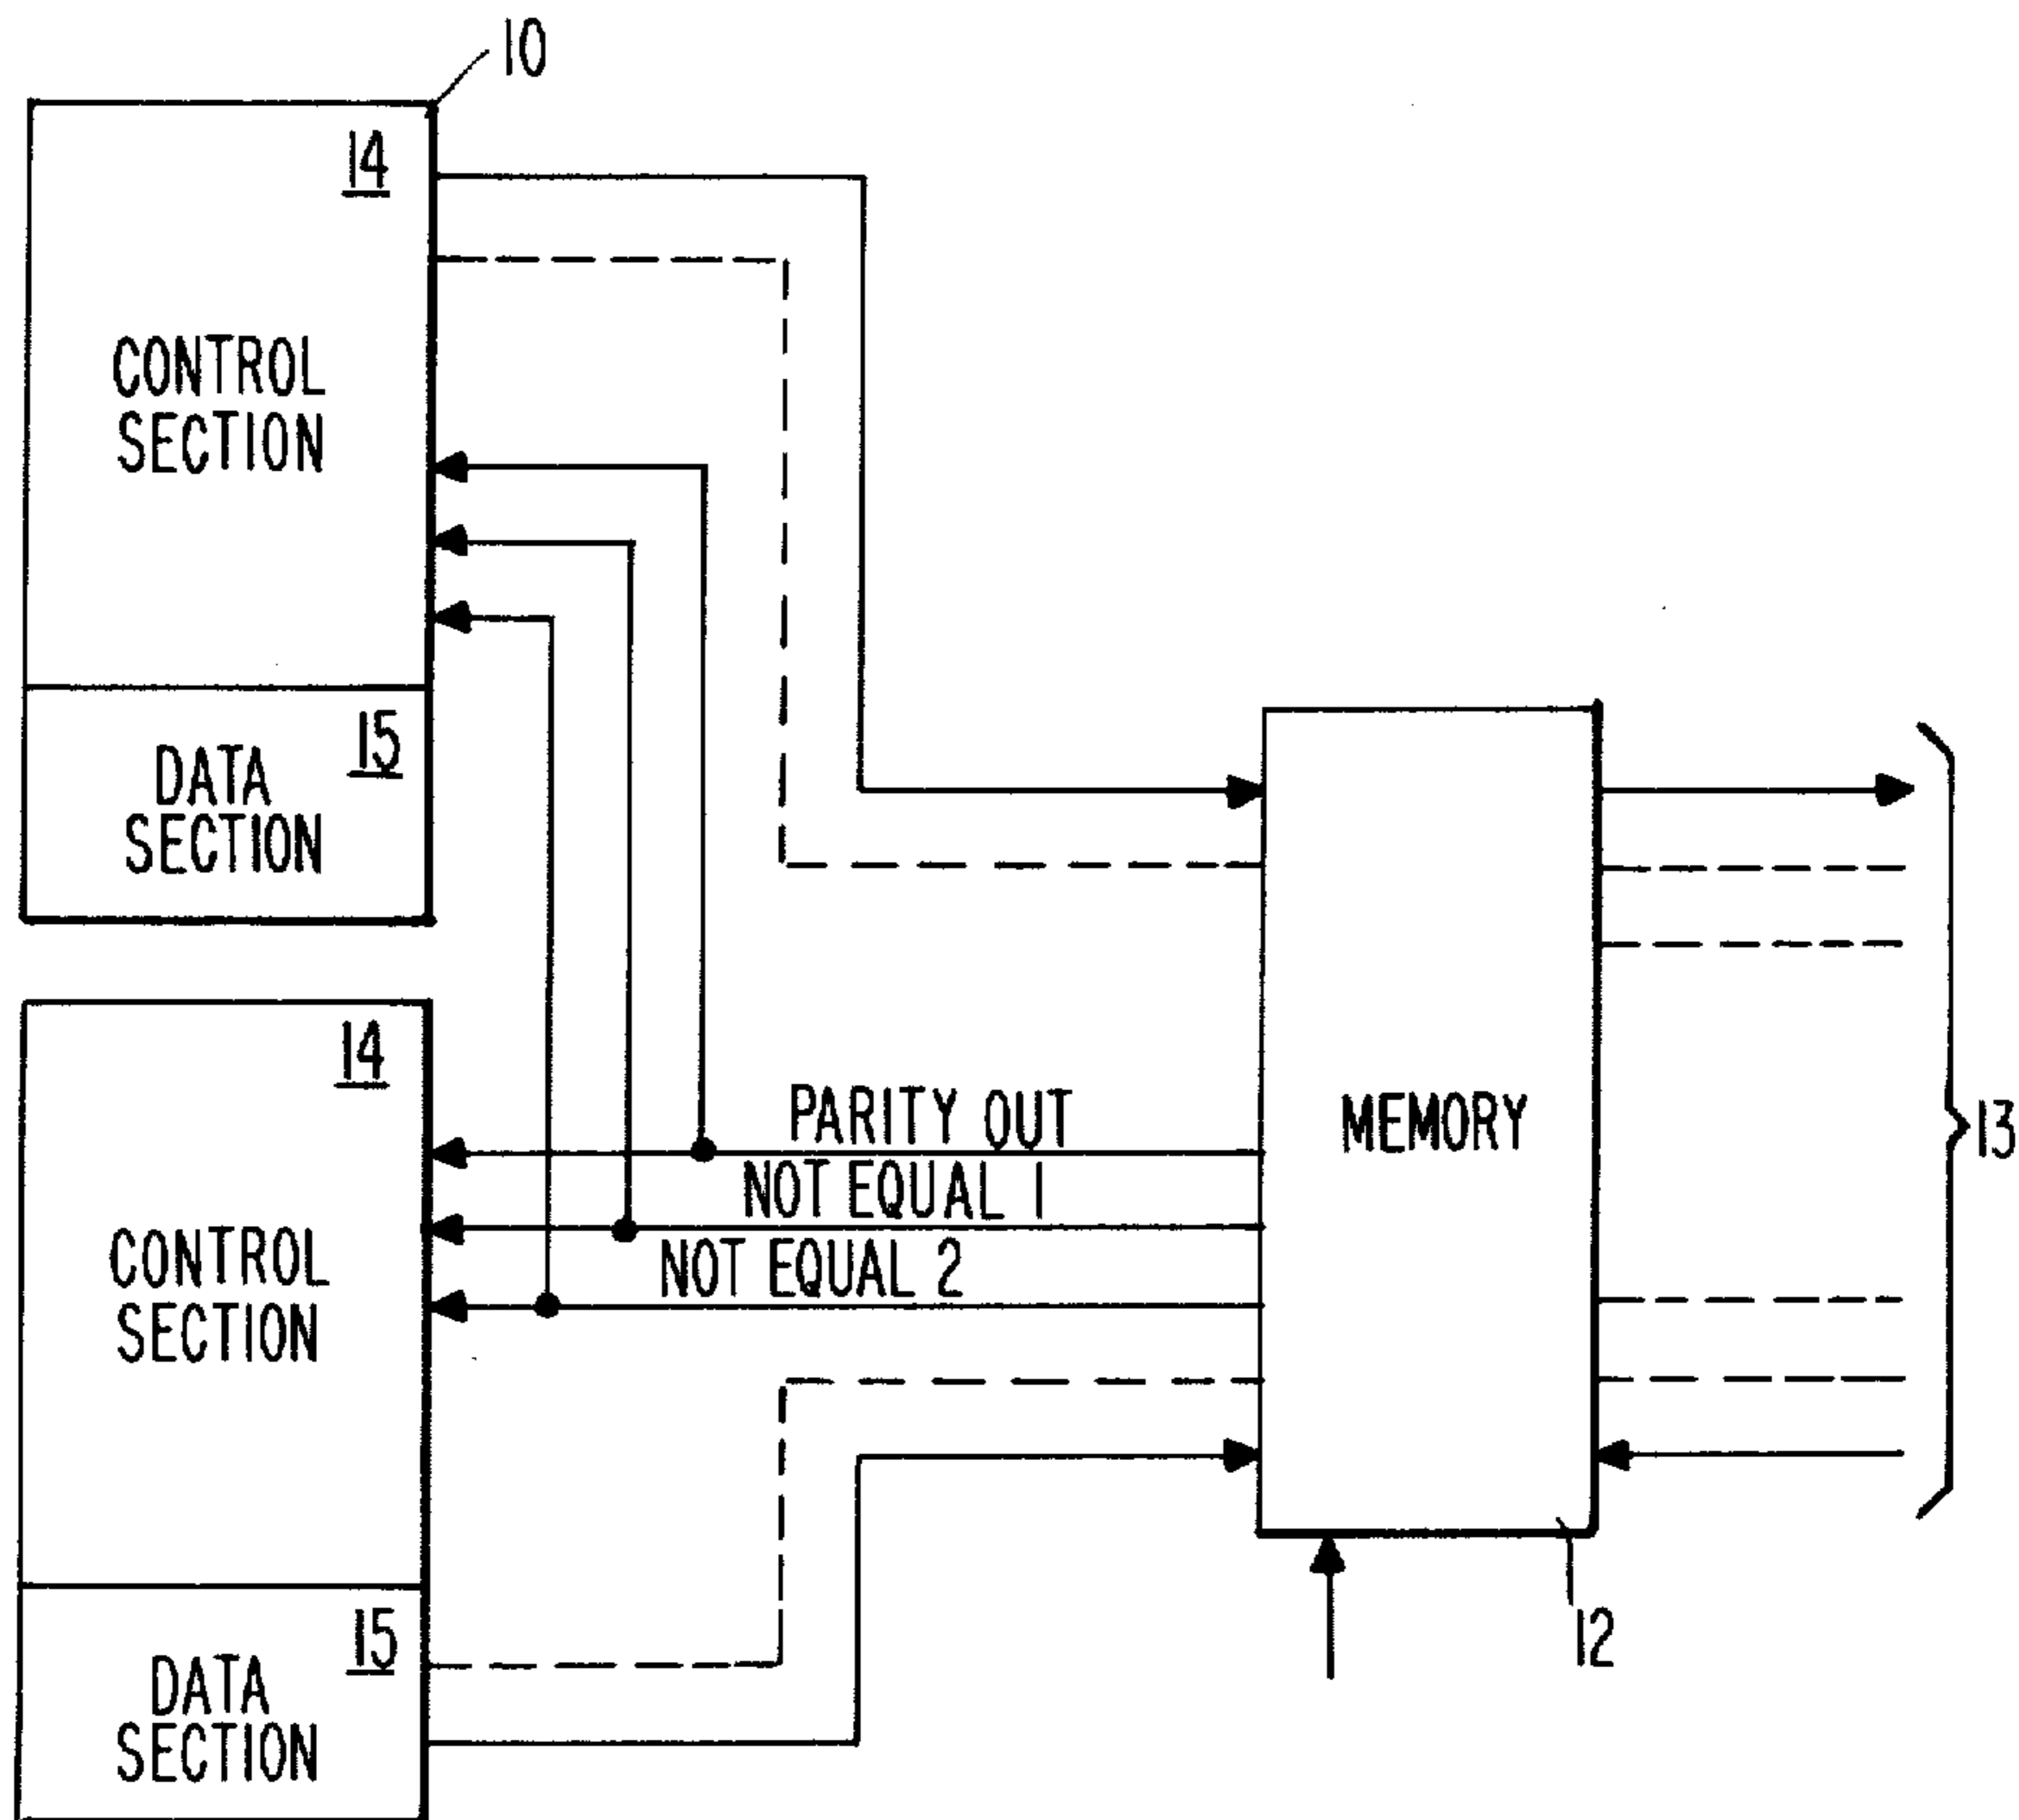 10
14
CONTROL
SECTION
15
DATA
SECTION
14
PARITY OUT
MEMORY
13
NOT EQUAL 1
CONTROL
SECTION
NOT EQUAL 2
15
12
DATA
SECTION